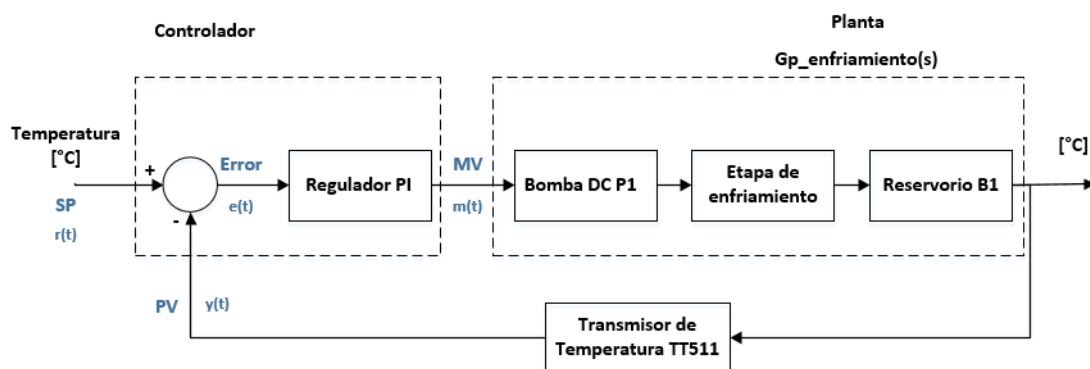 Controlador
Planta
Gp_enfriamiento(s)
Temperatura
[°C]
SP
r(t)
+
-
Error
e(t)
Regulador PI
MV
m(t)
Bomba DC P1
Etapa de
enfriamiento
Reservorio B1
[°C]
PV
y(t)
Transmisor de
Temperatura TT511